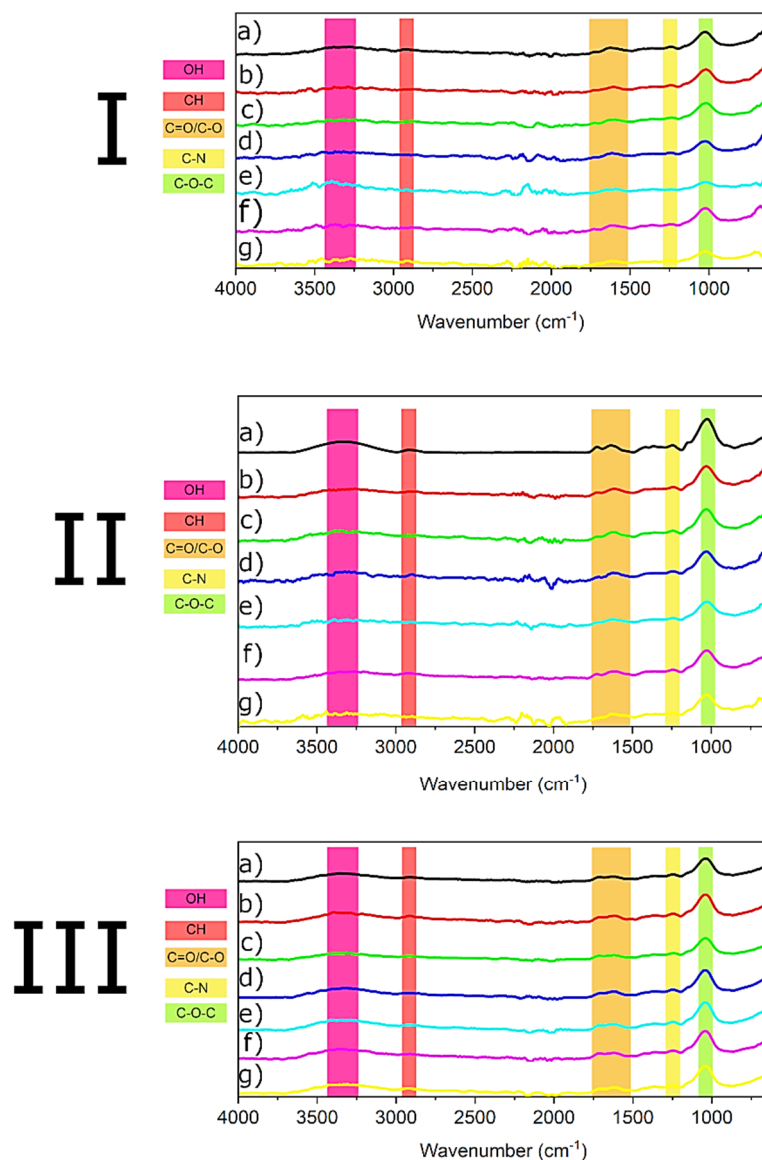 I
OH
CH
C=O/C-O
C-N
C-O-C
a)
b)
c)
d)
e)
f)
g)
4000 3500 3000 2500 2000 1500 1000
Wavenumber (cm-1)
II
OH
CH
C=O/C-O
C-N
C-O-C
a)
b)
c)
d)
e)
f)
g)
4000 3500 3000 2500 2000 1500 1000
Wavenumber (cm-1)
III
OH
CH
C=O/C-O
C-N
C-O-C
a)
b)
c)
d)
e)
f)
g)
4000 3500 3000 2500 2000 1500 1000
Wavenumber (cm-1)